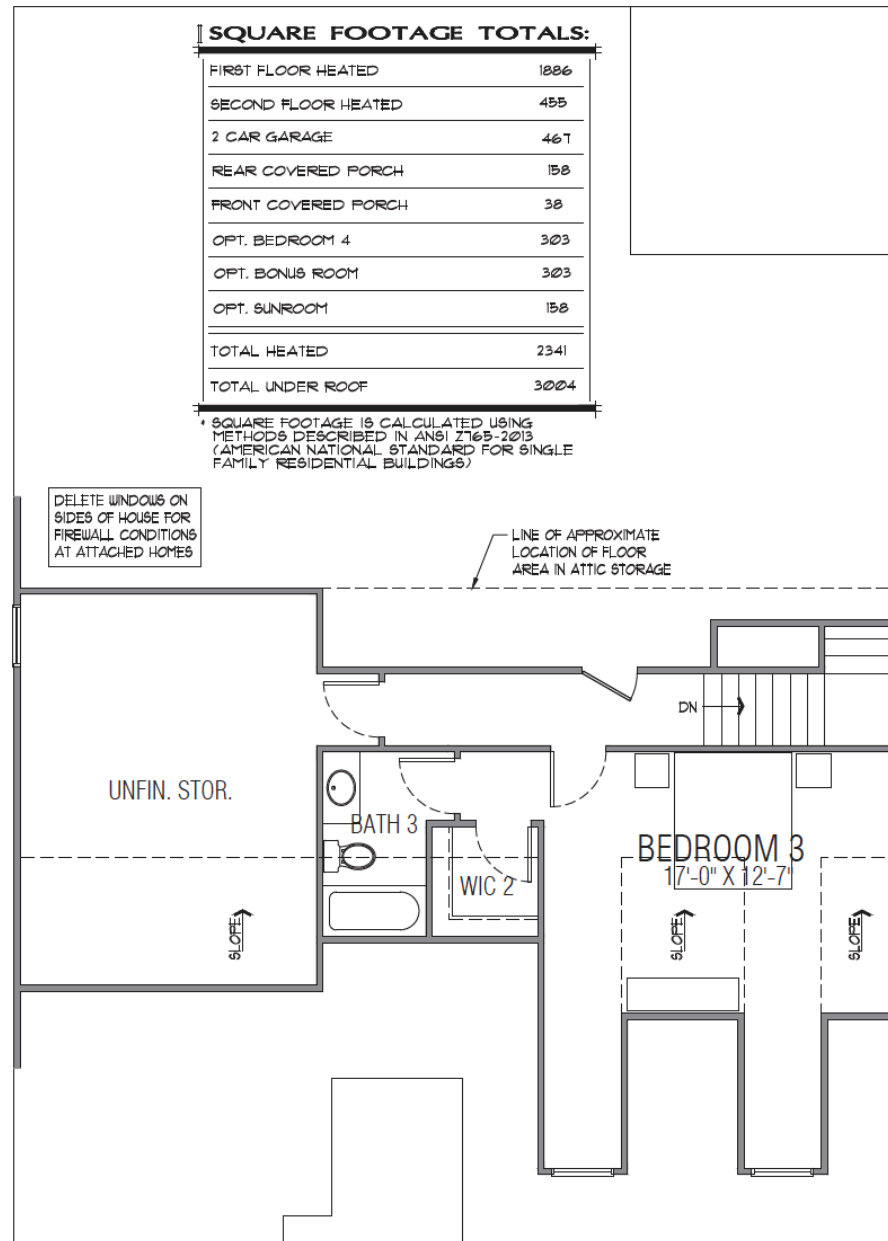 SQUARE FOOTAGE TOTALS:
FIRST FLOOR HEATED 1886
SECOND FLOOR HEATED 455
2 CAR GARAGE 467
REAR COVERED PORCH 158
FRONT COVERED PORCH 38
OPT. BEDROOM 4 303
OPT. BONUS ROOM 303
OPT. SUNROOM 158
TOTAL HEATED 2341
TOTAL UNDER ROOF 3004
* SQUARE FOOTAGE IS CALCULATED USING
METHODS DESCRIBED IN ANSI Z765-2013
(AMERICAN NATIONAL STANDARD FOR SINGLE
FAMILY RESIDENTIAL BUILDINGS)
DELETE WINDOWS ON
SIDES OF HOUSE FOR
FIREWALL CONDITIONS
AT ATTACHED HOMES
LINE OF APPROXIMATE
LOCATION OF FLOOR
AREA IN ATTIC STORAGE
DN
UNFIN. STOR.
BATH 3
BEDROOM 3
17'-0" X 12'-7"
WIC 2
SLOPE
SLOPE
SLOPE